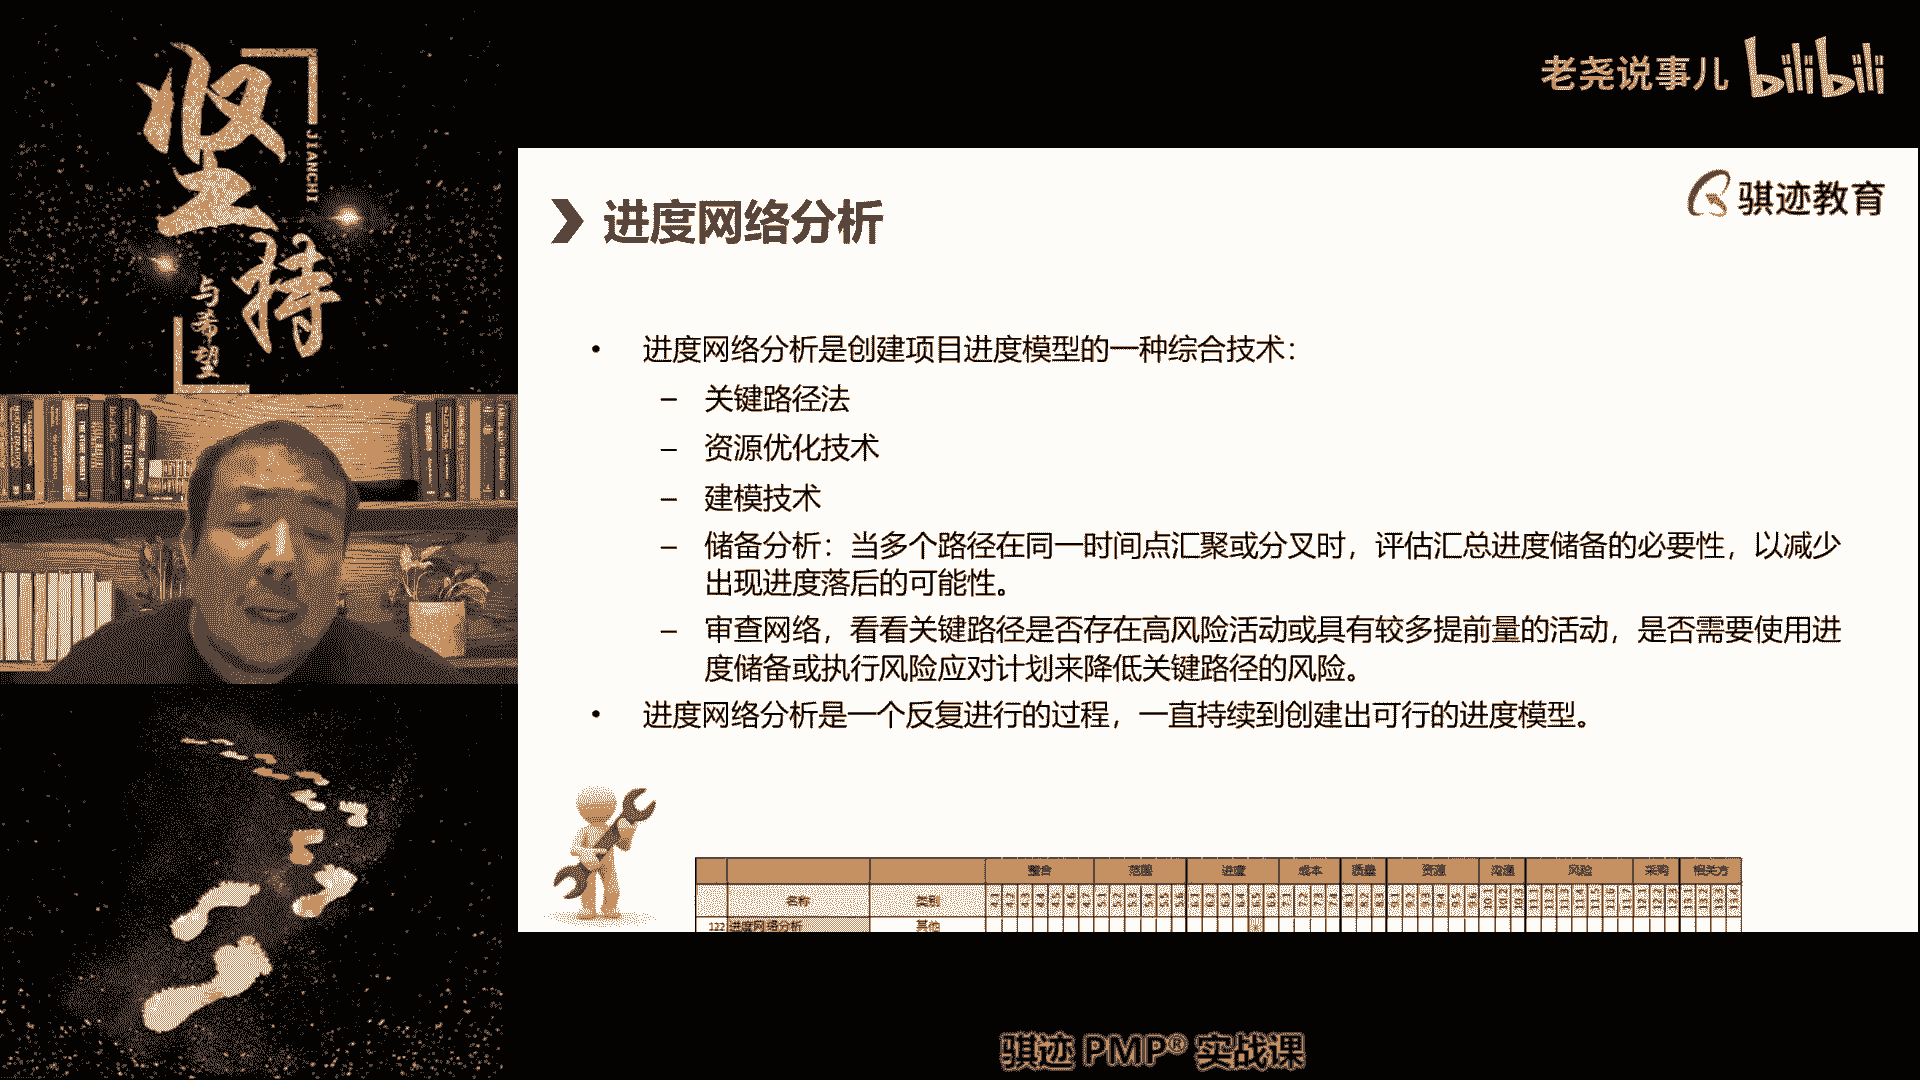 坚持
JIANCHI
与希望
老尧说事儿 bilibili
骐迹教育
进度网络分析
• 进度网络分析是创建项目进度模型的一种综合技术：
– 关键路径法
– 资源优化技术
– 建模技术
– 储备分析：当多个路径在同一时间点汇聚或分叉时，评估汇总进度储备的必要性，以减少
出现进度落后的可能性。
– 审查网络，看看关键路径是否存在高风险活动或具有较多提前量的活动，是否需要使用进
度储备或执行风险应对计划来降低关键路径的风险。
• 进度网络分析是一个反复进行的过程，一直持续到创建出可行的进度模型。
整合 范围 进度 成本 质量 资源 沟通 风险 采购 相关方
名称 类别
122 进度网络分析 其他
骐迹 PMP® 实战课